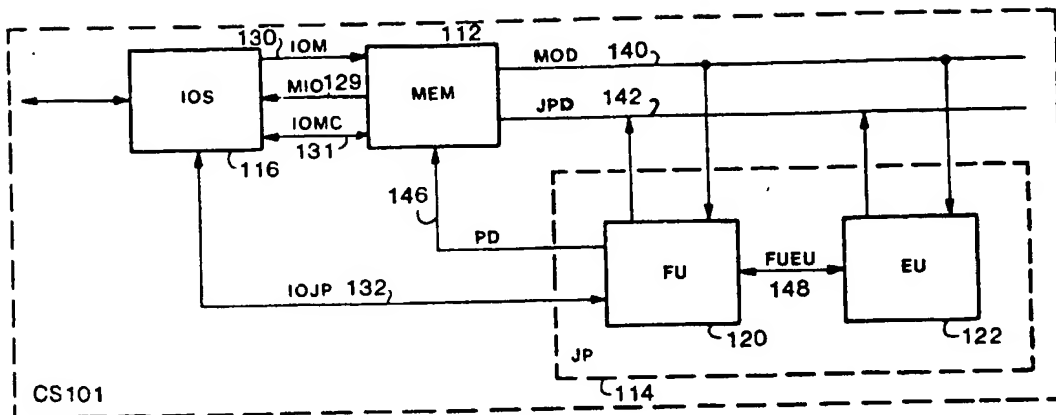 130 IOM
112
MOD 140
IOS
MIO 129
MEM
JPD 142
IOMC
131
116
146
PD
FU
FUEU
148
EU
IOJP 132
120
122
JP
114
CS101